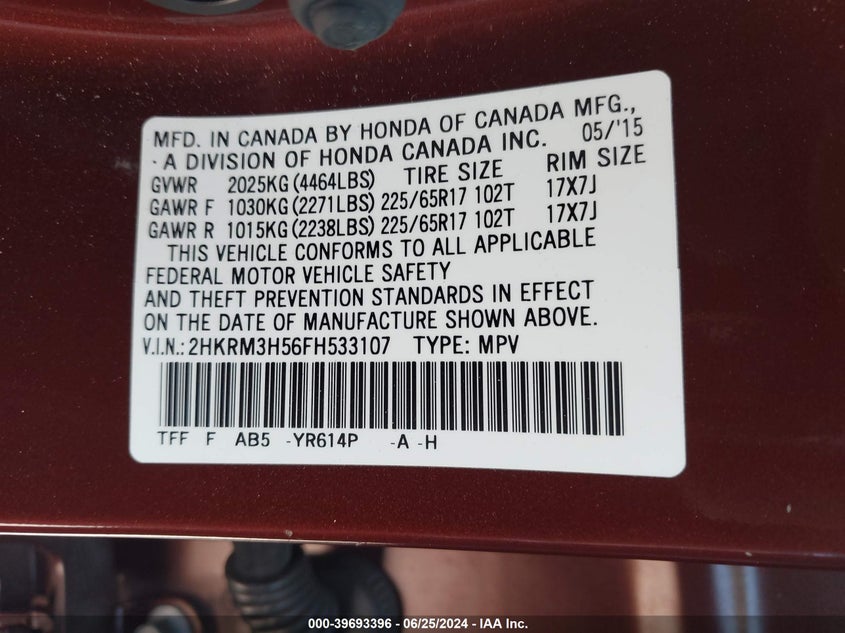 MFD. IN CANADA BY HONDA OF CANADA MFG.,
A DIVISION OF HONDA CANADA INC. 05/'15
GVWR 2025KG (4464LBS) TIRE SIZE RIM SIZE
GAWR F 1030KG (2271LBS) 225/65R17 102T 17X7J
GAWR R 1015KG (2238LBS) 225/65R17 102T 17X7J
THIS VEHICLE CONFORMS TO ALL APPLICABLE
FEDERAL MOTOR VEHICLE SAFETY
AND THEFT PREVENTION STANDARDS IN EFFECT
ON THE DATE OF MANUFACTURE SHOWN ABOVE.
V.I.N.: 2HKRM3H56FH533107 TYPE: MPV
TFF F AB5 -YR614P -A -H
000-39693396 - 06/25/2024 - IAA Inc.